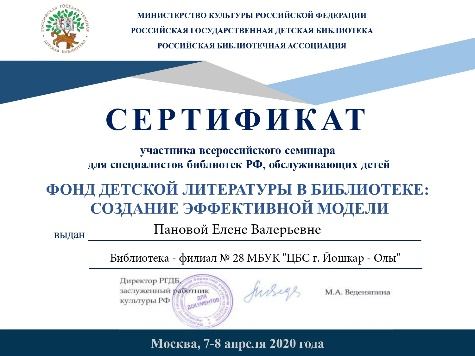 МИНИСТЕРСТВО КУЛЬТУРЫ РОССИЙСКОЙ ФЕДЕРАЦИИ
РОССИЙСКАЯ ГОСУДАРСТВЕННАЯ ДЕТСКАЯ БИБЛИОТЕКА
РОССИЙСКАЯ БИБЛИОТЕЧНАЯ АССОЦИАЦИЯ
СЕРТИФИКАТ
участника всероссийского семинара
для специалистов библиотек РФ, обслуживающих детей
ФОНД ДЕТСКОЙ ЛИТЕРАТУРЫ В БИБЛИОТЕКЕ:
СОЗДАНИЕ ЭФФЕКТИВНОЙ МОДЕЛИ
выдан Пановой Елене Валерьевне
Библиотека - филиал № 28 МБУК "ЦБС г. Йошкар - Олы"
Директор РГДБ,
заслуженный работник
культуры РФ
ДЛЯ
ДОКУМЕНТОВ
М.А. Веденяпина
Москва, 7-8 апреля 2020 года